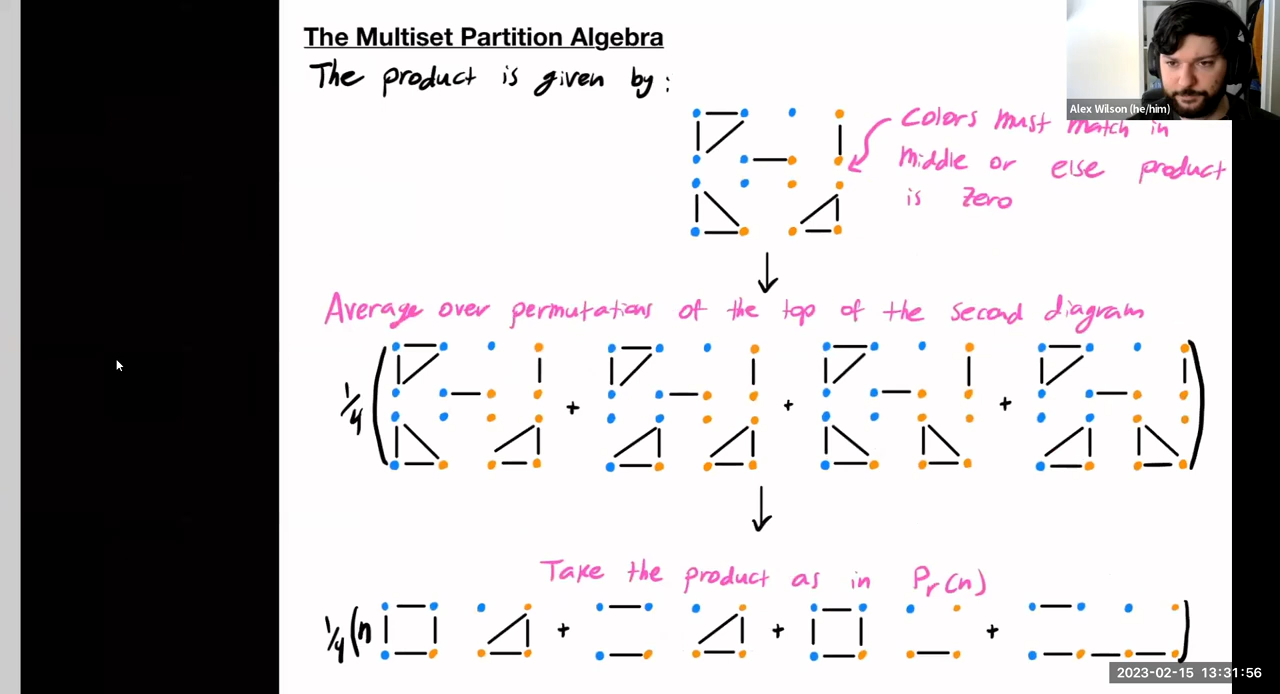 The Multiset Partition Algebra
The product is given by:
Alex Wilson (he/him)
Colors must match in
middle or else product
is zero
Average over permutations of the top of the second diagram
1/4 ( + + + )
Take the product as in Pr(n)
1/4 (n + + + )
2023-02-15 13:31:56